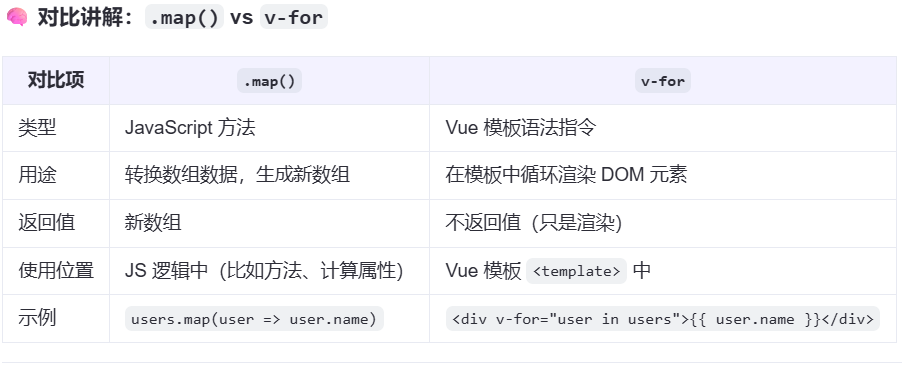 🧠 对比讲解：.map() vs v-for
对比项 .map() v-for
类型 JavaScript 方法 Vue 模板语法指令
用途 转换数组数据，生成新数组 在模板中循环渲染 DOM 元素
返回值 新数组 不返回值（只是渲染）
使用位置 JS 逻辑中（比如方法、计算属性） Vue 模板 <template> 中
示例 users.map(user => user.name) <div v-for="user in users">{{ user.name }}</div>